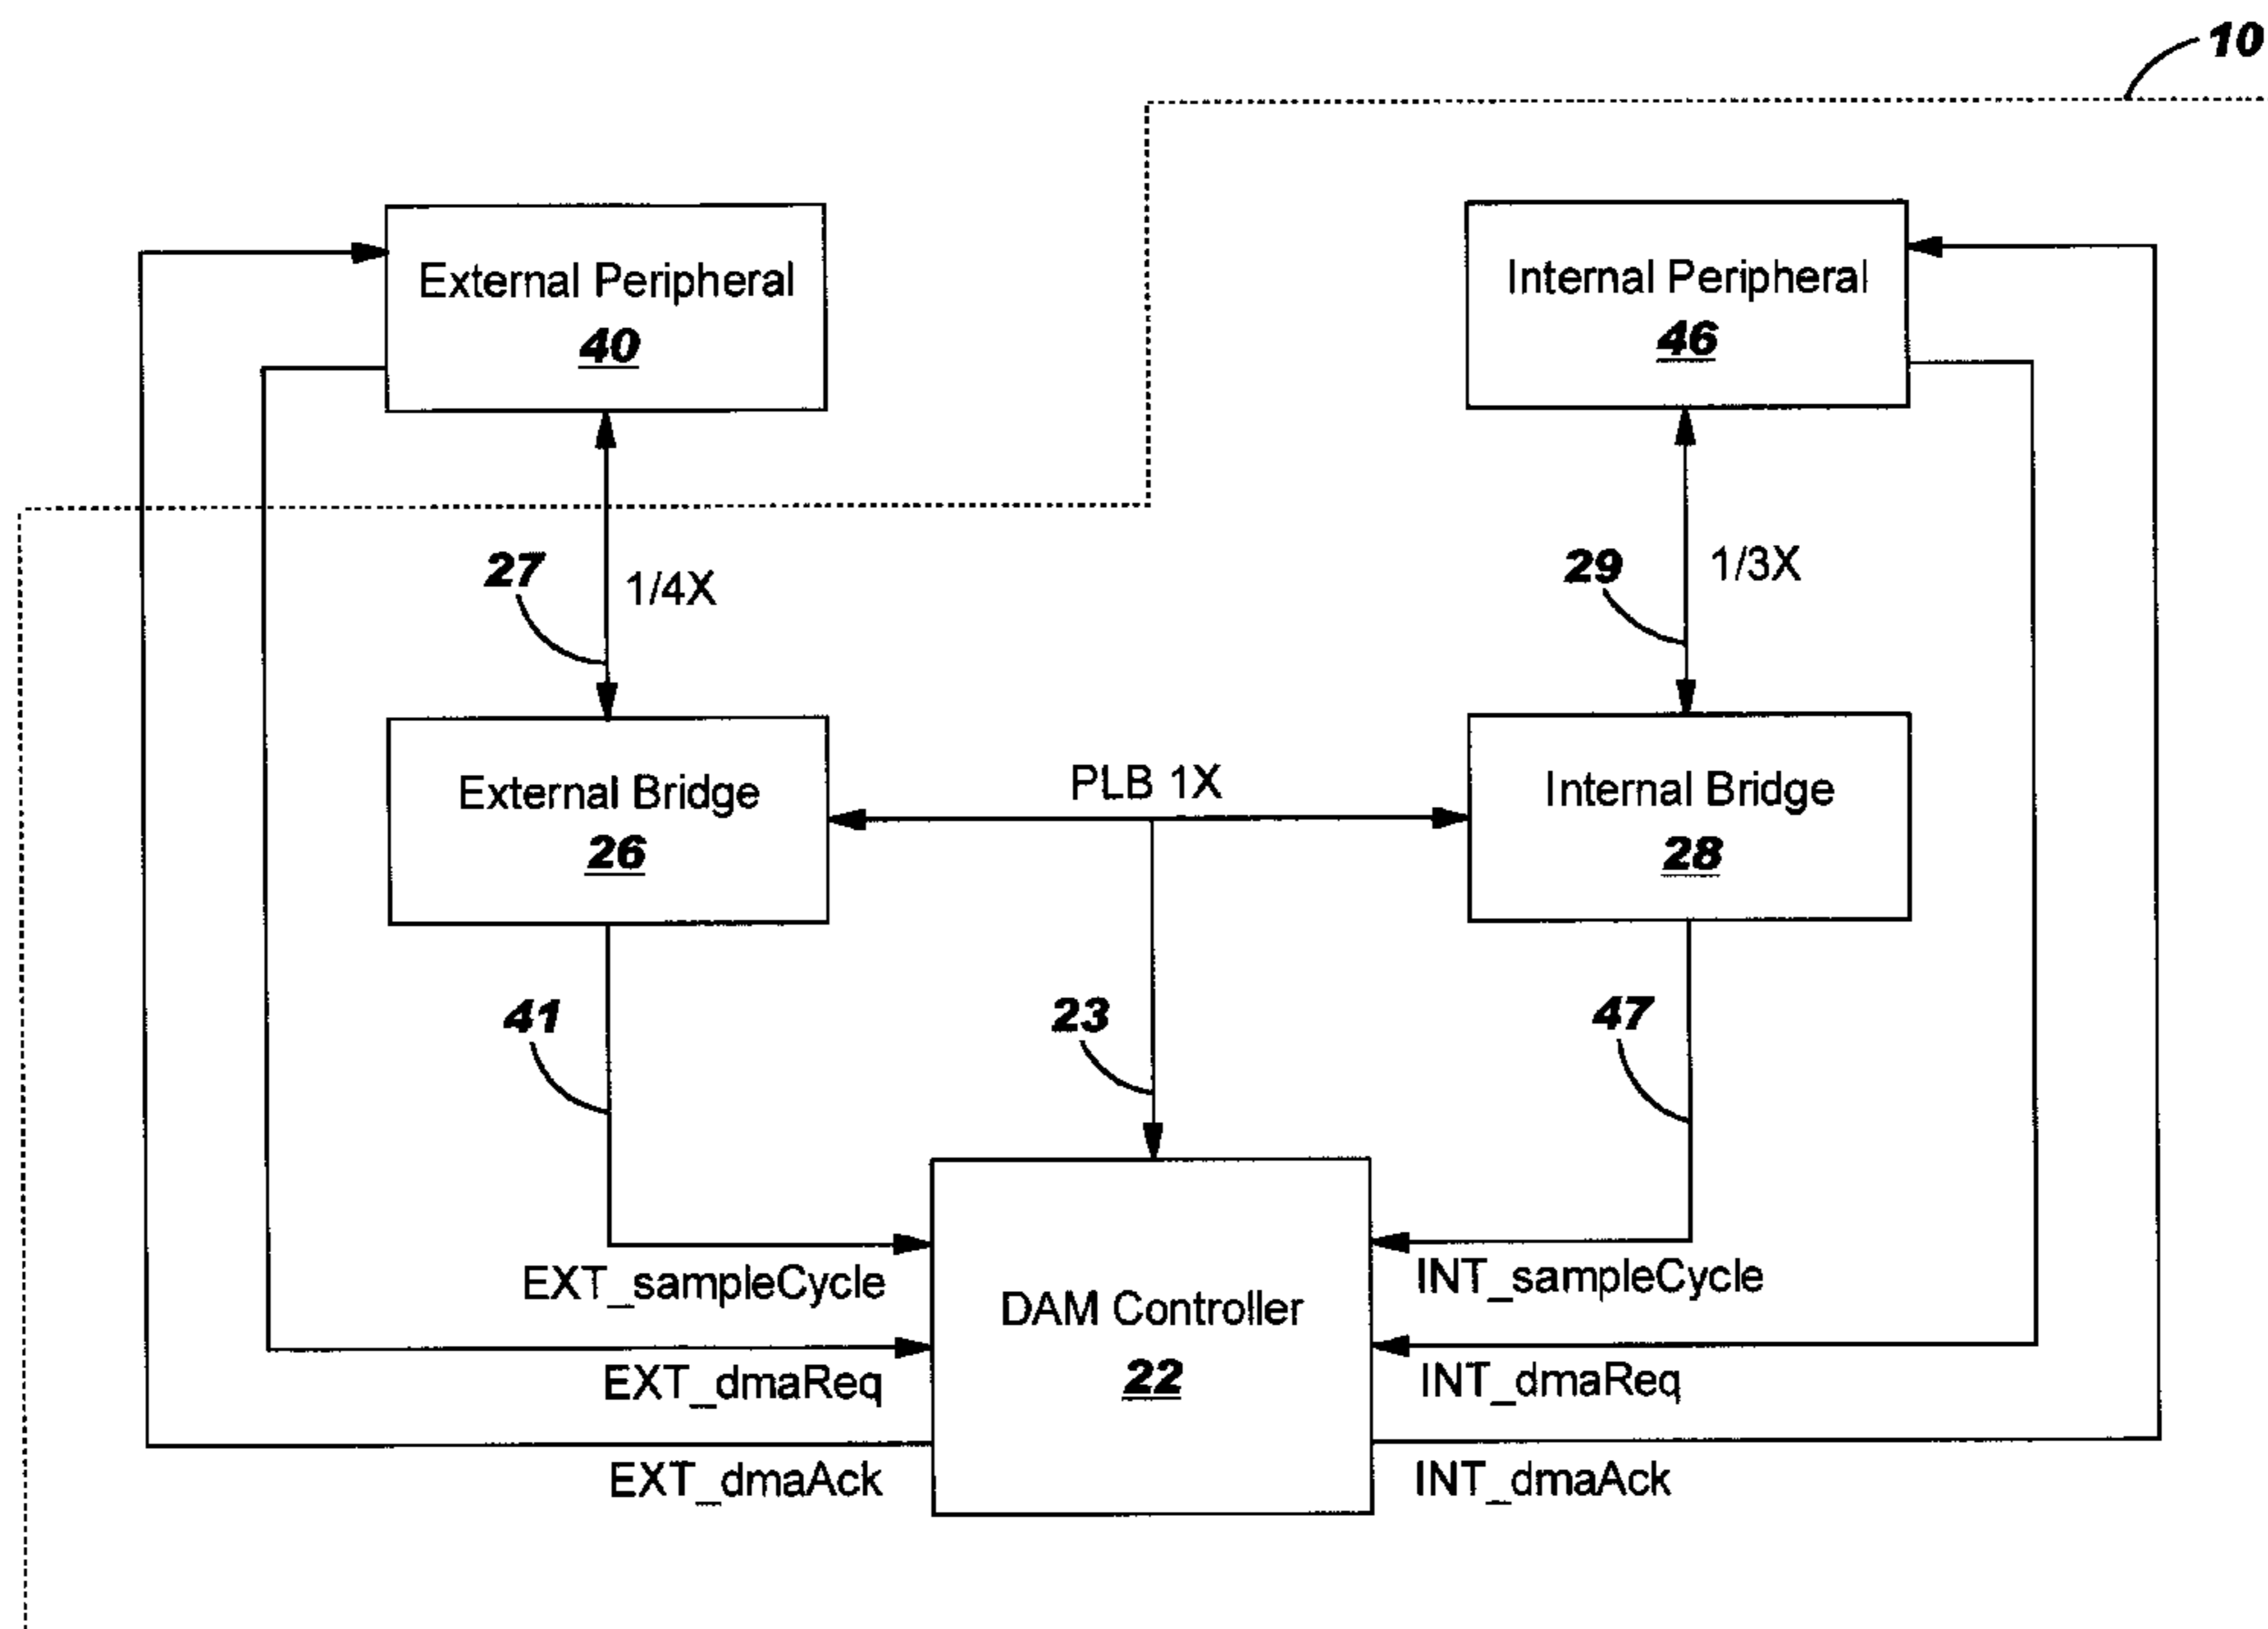 10
External Peripheral
40
Internal Peripheral
46
27
1/4X
29
1/3X
External Bridge
26
PLB 1X
Internal Bridge
28
41
23
47
EXT_sampleCycle
INT_sampleCycle
DAM Controller
22
EXT_dmaReq
INT_dmaReq
EXT_dmaAck
INT_dmaAck